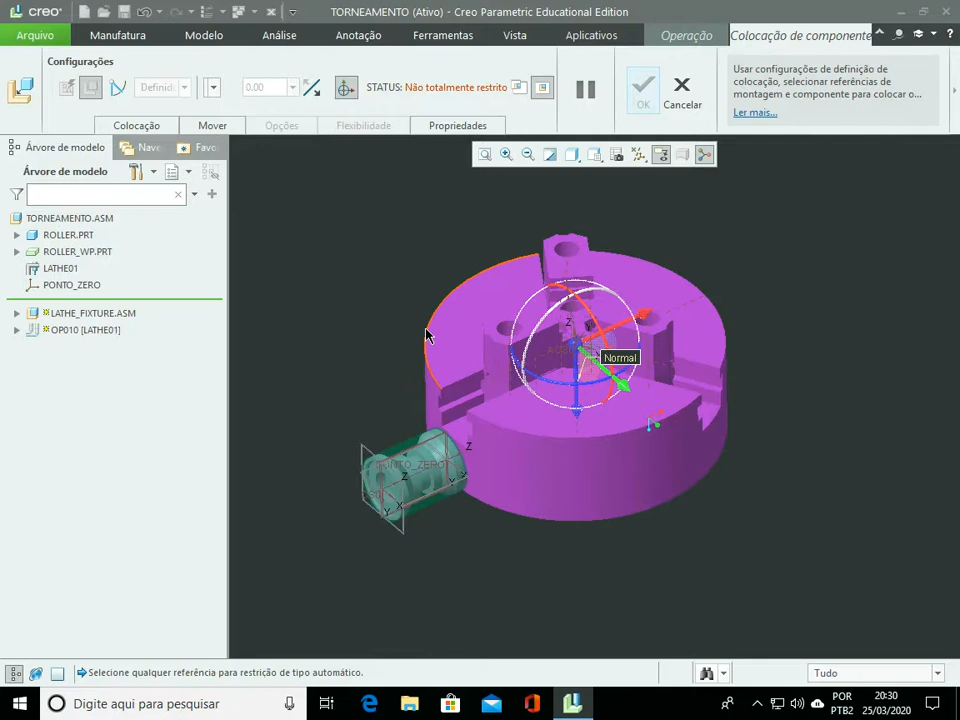 creo
TORNEAMENTO (Ativo) - Creo Parametric Educational Edition
Arquivo
Manufatura
Modelo
Análise
Anotação
Ferramentas
Vista
Aplicativos
Operação
Colocação de componente
Configurações
Definid
0.00
STATUS: Não totalmente restrito
OK
Cancelar
Usar configurações de definição de
colocação, selecionar referências de
montagem e componente para colocar o...
Ler mais...
Colocação
Mover
Opções
Flexibilidade
Propriedades
Árvore de modelo
Nave
Favo
Árvore de modelo
TORNEAMENTO.ASM
ROLLER.PRT
ROLLER_WP.PRT
LATHE01
PONTO_ZERO
LATHE_FIXTURE.ASM
OP010 [LATHE01]
Z
Normal
Z
PONTO_ZERO
Z
Y
X
Y
X
Selecione qualquer referência para restrição de tipo automático.
Tudo
Digite aqui para pesquisar
POR
PTB2
20:30
25/03/2020